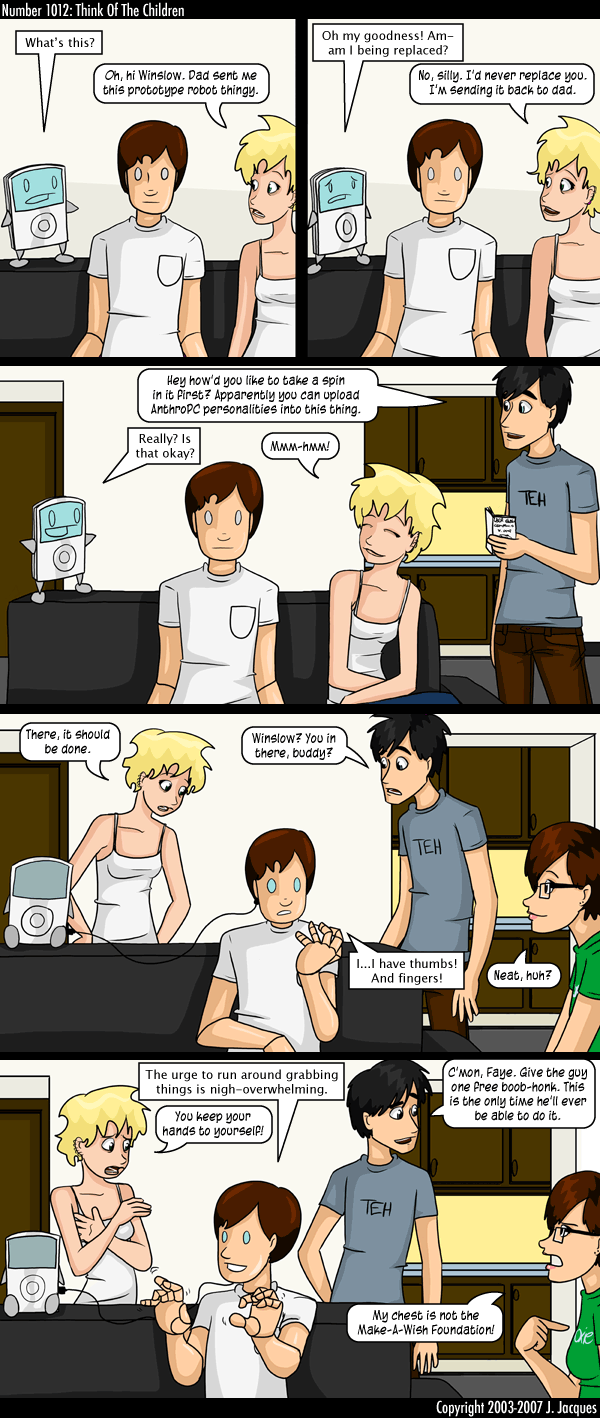 Number 1012: Think Of The Children
What's this?
Oh, hi Winslow. Dad sent me
this prototype robot thingy.
Oh my goodness! Am-
am I being replaced?
No, silly. I'd never replace you.
I'm sending it back to dad.
Hey how'd you like to take a spin
in it first? Apparently you can upload
AnthroPC personalities into this thing.
Really? Is
that okay?
Mmm-hmm!
TEH
There, it should
be done.
Winslow? You in
there, buddy?
TEH
I...I have thumbs!
And fingers!
Neat, huh?
The urge to run around grabbing
things is nigh-overwhelming.
You keep your
hands to yourself!
C'mon, Faye. Give the guy
one free boob-honk. This
is the only time he'll ever
be able to do it.
TEH
My chest is not the
Make-A-Wish Foundation!
Copyright 2003-2007 J. Jacques